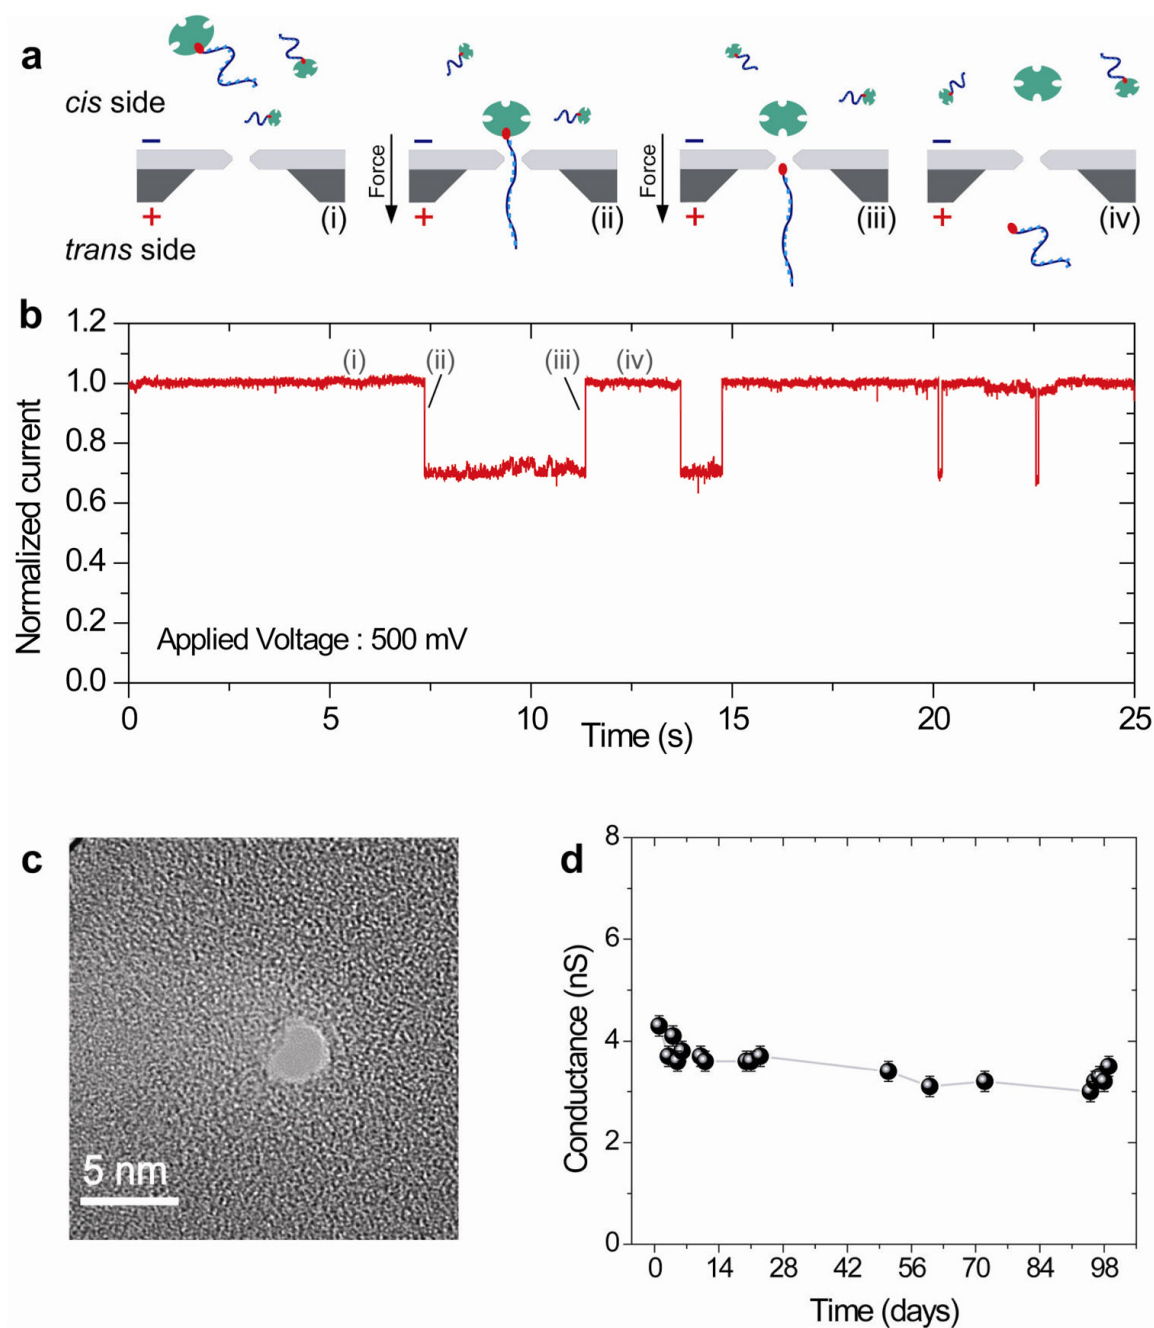 a
cis side
trans side
− + (i)
Force − + (ii)
Force − + (iii)
− + (iv)
b
Normalized current
1.2
1.0
0.8
0.6
0.4
0.2
0.0
(i) (ii) (iii) (iv)
Applied Voltage : 500 mV
0 5 10 15 20 25
Time (s)
c
5 nm
d
Conductance (nS)
8
6
4
2
0
0 14 28 42 56 70 84 98
Time (days)